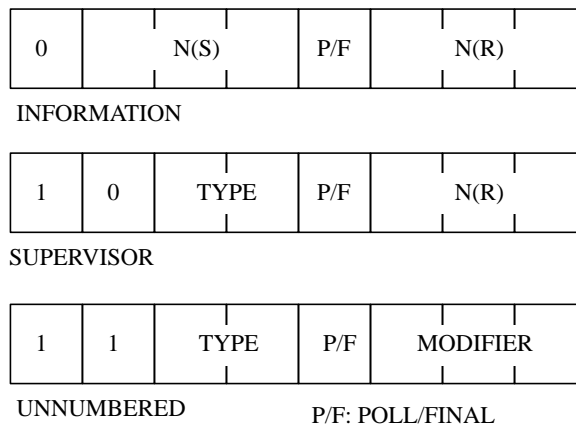 0 N(S) P/F N(R)
INFORMATION
1 0 TYPE P/F N(R)
SUPERVISOR
1 1 TYPE P/F MODIFIER
UNNUMBERED P/F: POLL/FINAL